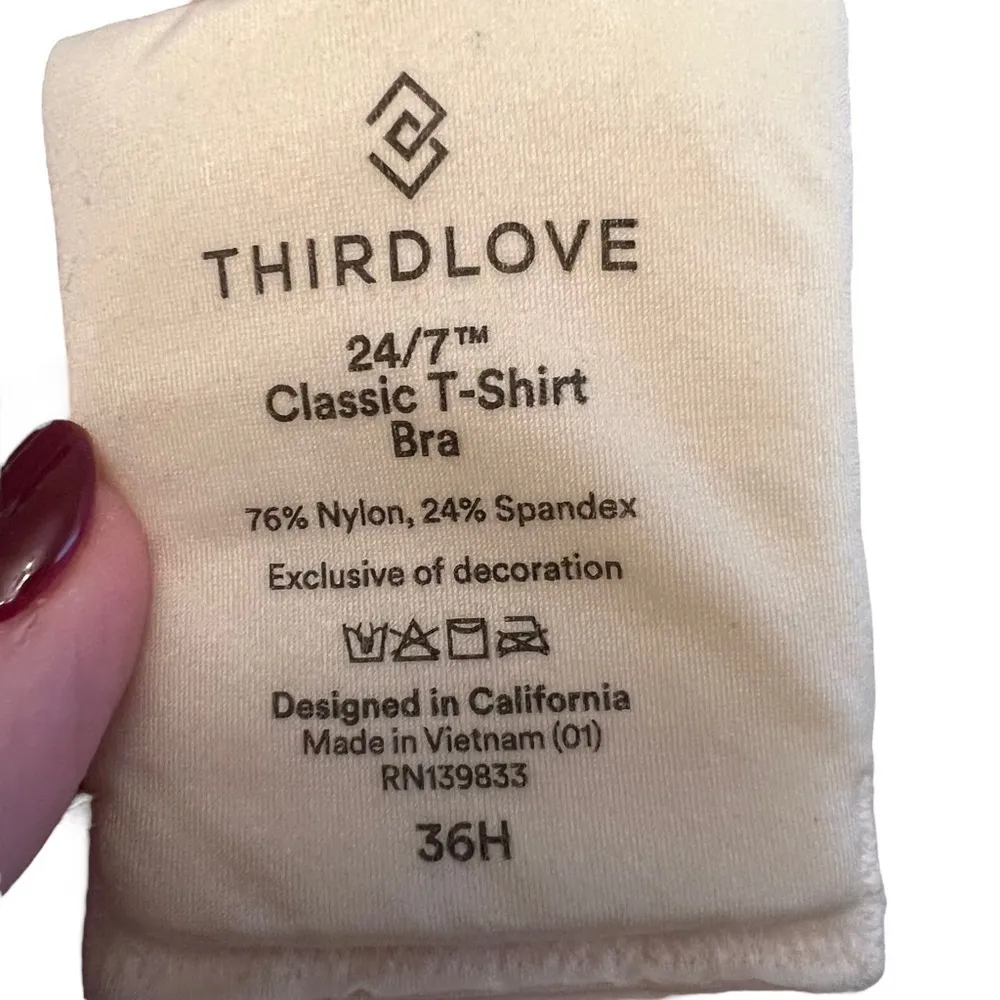 THIRDLOVE
24/7™
Classic T-Shirt
Bra
76% Nylon, 24% Spandex
Exclusive of decoration
Designed in California
Made in Vietnam (01)
RN139833
36H